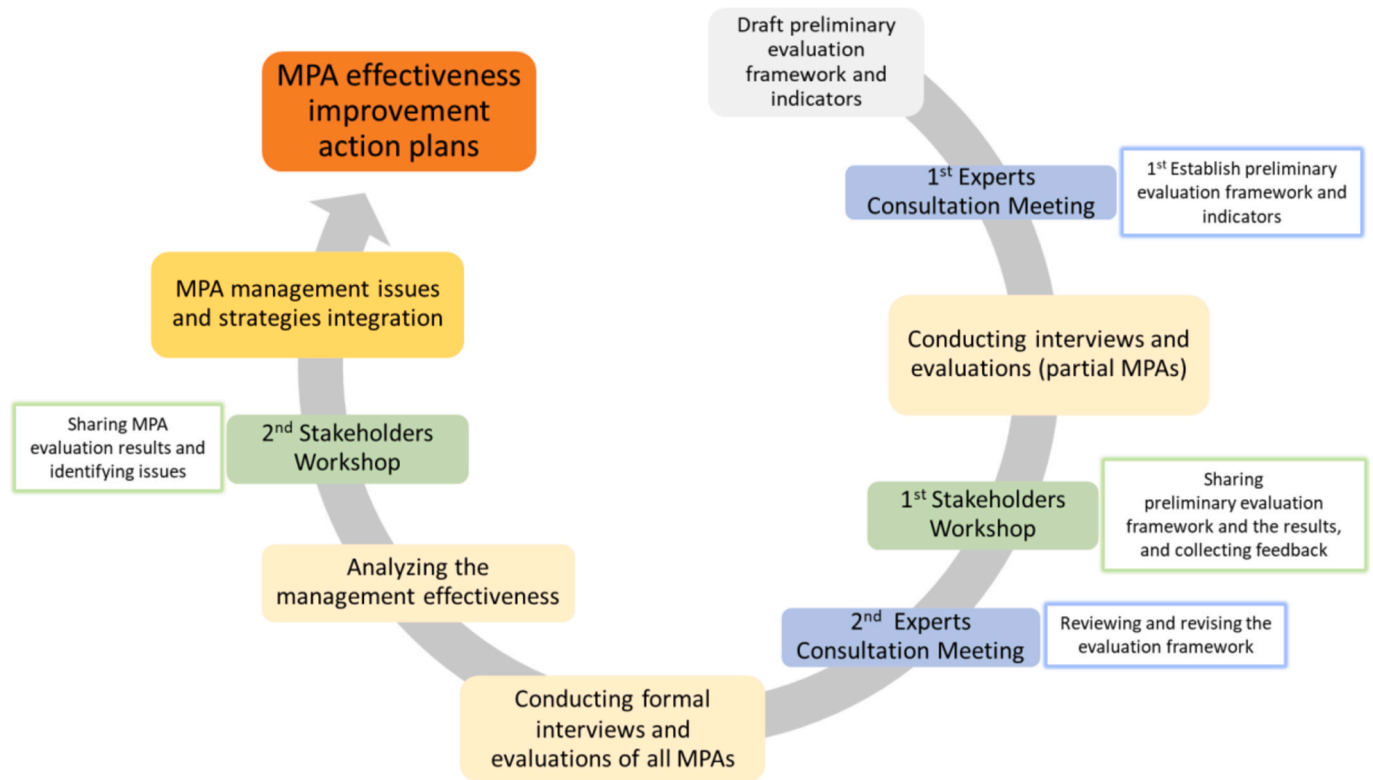 Draft preliminary
evaluation
framework and
indicators
1st Experts
Consultation Meeting
1st Establish preliminary
evaluation framework and
indicators
Conducting interviews and
evaluations (partial MPAs)
1st Stakeholders
Workshop
Sharing
preliminary evaluation
framework and the results,
and collecting feedback
2nd Experts
Consultation Meeting
Reviewing and revising the
evaluation framework
Conducting formal
interviews and
evaluations of all MPAs
Analyzing the
management effectiveness
2nd Stakeholders
Workshop
Sharing MPA
evaluation results and
identifying issues
MPA management issues
and strategies integration
MPA effectiveness
improvement
action plans